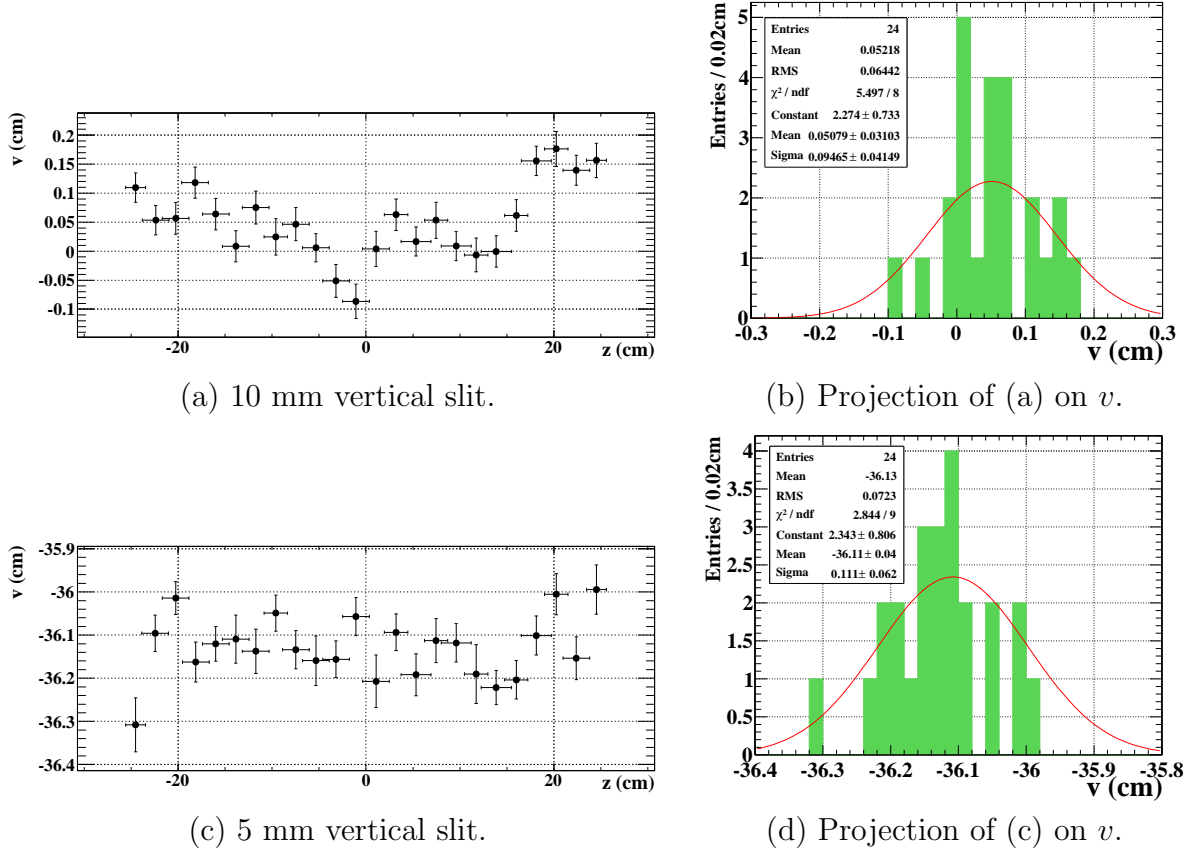 v (cm)
0.2
0.15
0.1
0.05
0
-0.05
-0.1
-20
0
20
z (cm)
(a) 10 mm vertical slit.
Entries / 0.02cm
5
4
3
2
1
0
Entries 24
Mean 0.05218
RMS 0.06442
χ² / ndf 5.497 / 8
Constant 2.274 ± 0.733
Mean 0.05079 ± 0.03103
Sigma 0.09465 ± 0.04149
-0.3
-0.2
-0.1
0
0.1
0.2
0.3
v (cm)
(b) Projection of (a) on v.
v (cm)
-35.9
-36
-36.1
-36.2
-36.3
-36.4
-20
0
20
z (cm)
(c) 5 mm vertical slit.
Entries / 0.02cm
4
3.5
3
2.5
2
1.5
1
0.5
0
Entries 24
Mean -36.13
RMS 0.0723
χ² / ndf 2.844 / 9
Constant 2.343 ± 0.806
Mean -36.11 ± 0.04
Sigma 0.111 ± 0.062
-36.4
-36.3
-36.2
-36.1
-36
-35.9
-35.8
v (cm)
(d) Projection of (c) on v.